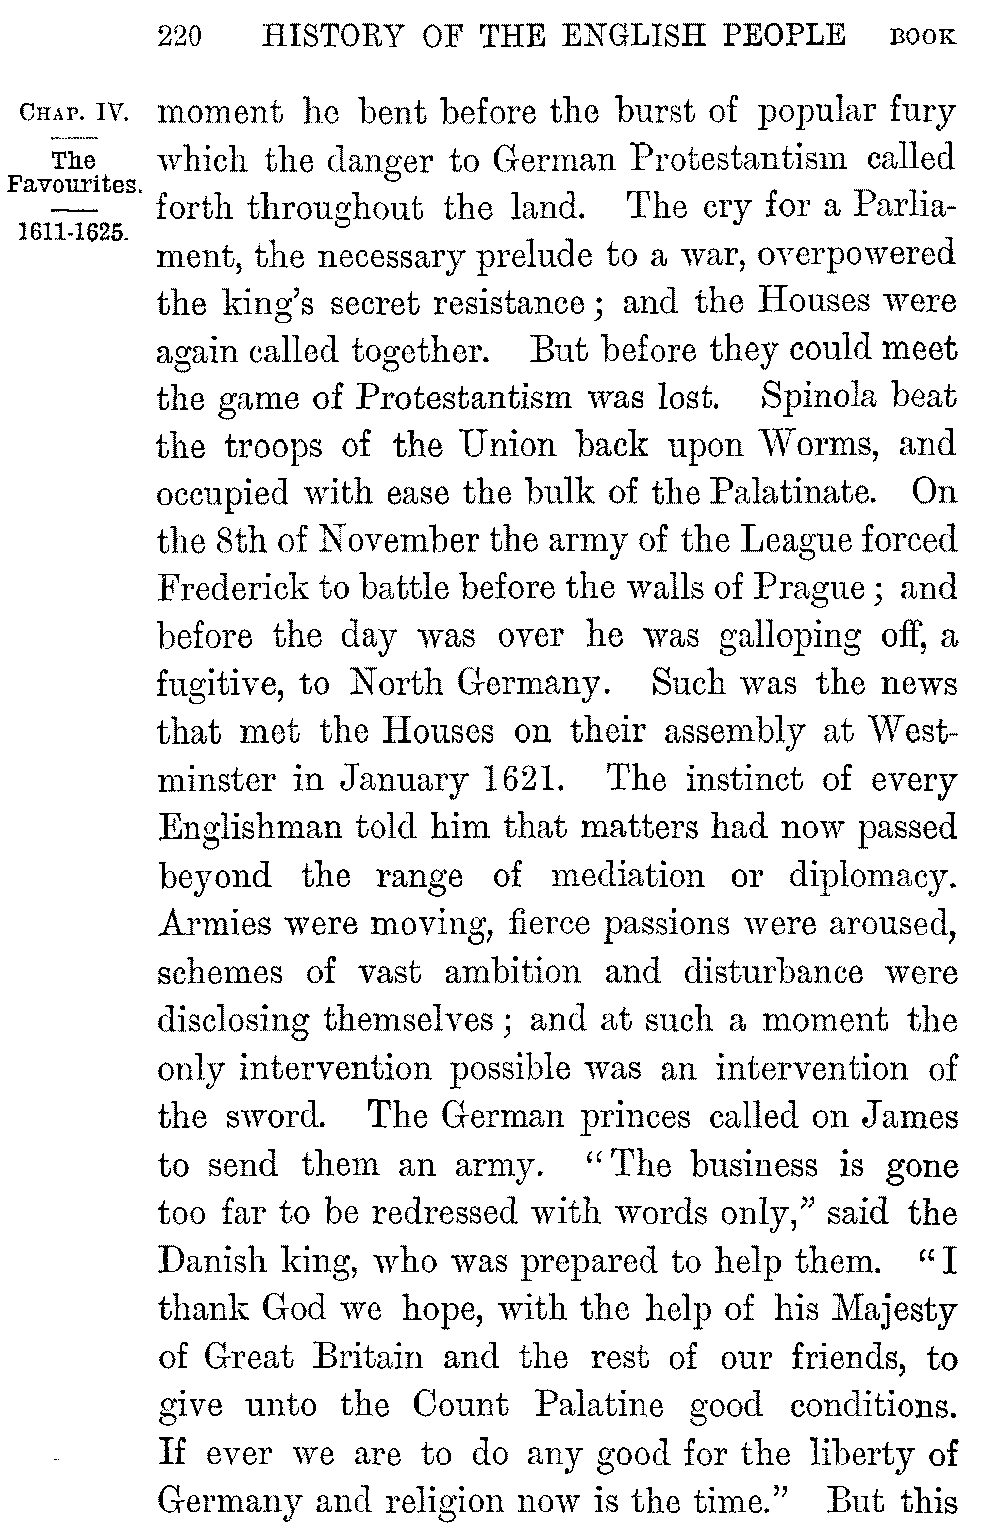 220 HISTORY OF THE ENGLISH PEOPLE BOOK
CHAP. IV.
The
Favourites.
1611-1625.
moment he bent before the burst of popular fury
which the danger to German Protestantism called
forth throughout the land. The cry for a Parlia-
ment, the necessary prelude to a war, overpowered
the king's secret resistance; and the Houses were
again called together. But before they could meet
the game of Protestantism was lost. Spinola beat
the troops of the Union back upon Worms, and
occupied with ease the bulk of the Palatinate. On
the 8th of November the army of the League forced
Frederick to battle before the walls of Prague; and
before the day was over he was galloping off, a
fugitive, to North Germany. Such was the news
that met the Houses on their assembly at West-
minster in January 1621. The instinct of every
Englishman told him that matters had now passed
beyond the range of mediation or diplomacy.
Armies were moving, fierce passions were aroused,
schemes of vast ambition and disturbance were
disclosing themselves; and at such a moment the
only intervention possible was an intervention of
the sword. The German princes called on James
to send them an army. "The business is gone
too far to be redressed with words only," said the
Danish king, who was prepared to help them. "I
thank God we hope, with the help of his Majesty
of Great Britain and the rest of our friends, to
give unto the Count Palatine good conditions.
If ever we are to do any good for the liberty of
Germany and religion now is the time." But this